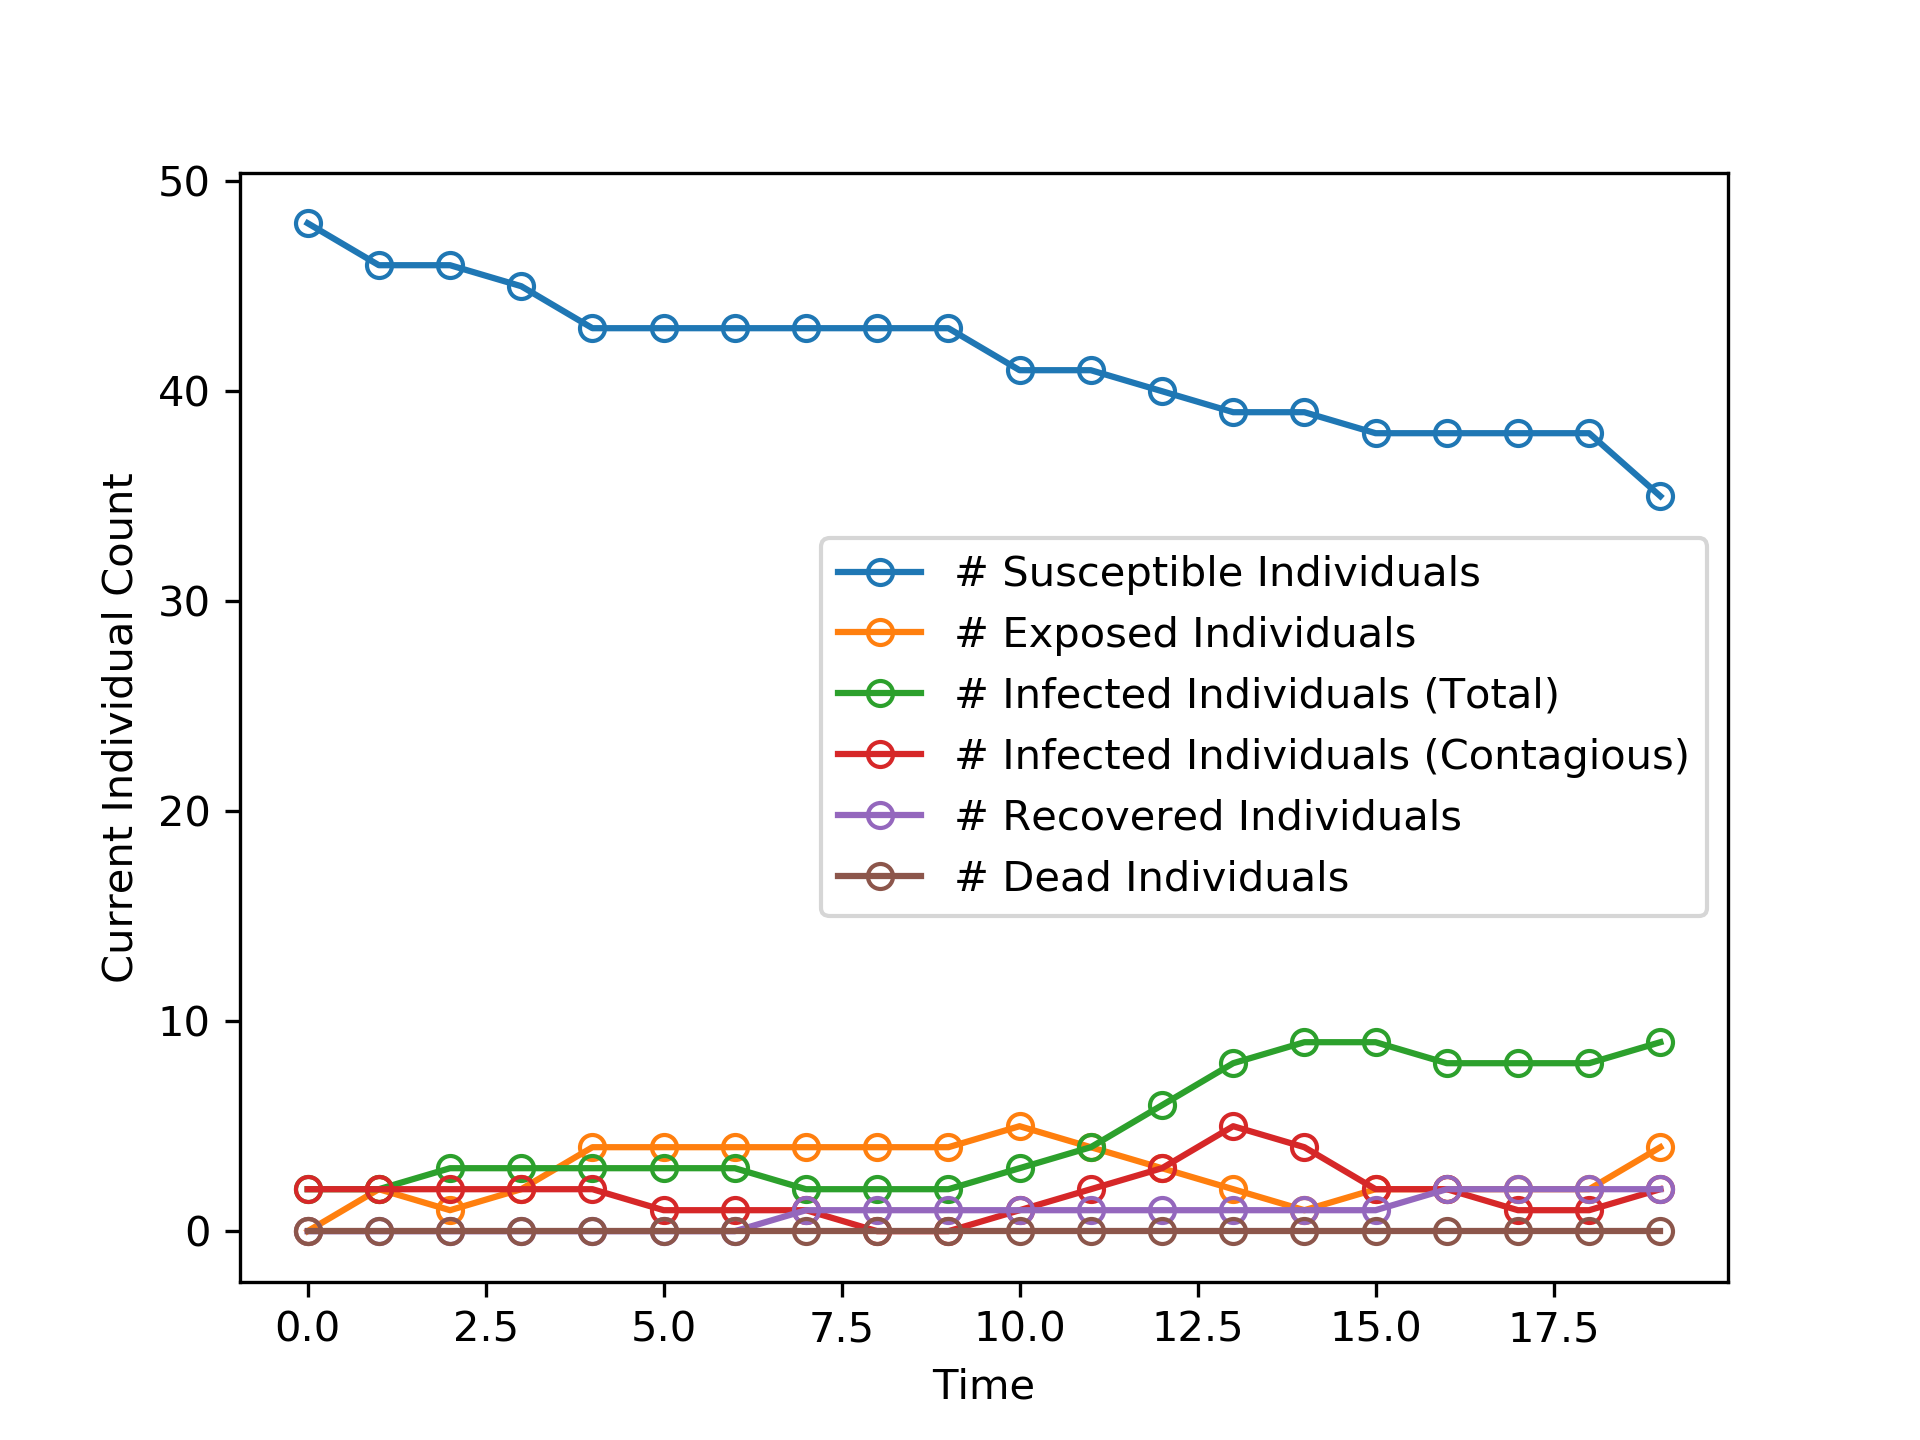 50
40
30
20
10
0
Current Individual Count
# Susceptible Individuals
# Exposed Individuals
# Infected Individuals (Total)
# Infected Individuals (Contagious)
# Recovered Individuals
# Dead Individuals
0.0 2.5 5.0 7.5 10.0 12.5 15.0 17.5
Time